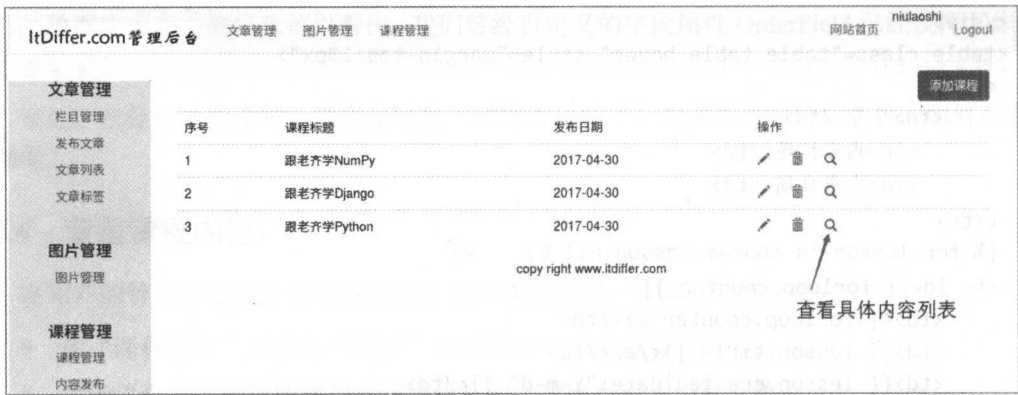 ItDiffer.com管理后台 文章管理 图片管理 课程管理 网站首页 niulaoshi Logout
添加课程
文章管理
栏目管理
发布文章
文章列表
文章标签
图片管理
图片管理
课程管理
课程管理
内容发布
序号 课程标题 发布日期 操作
1 跟老齐学NumPy 2017-04-30
2 跟老齐学Django 2017-04-30
3 跟老齐学Python 2017-04-30
copy right www.itdiffer.com
查看具体内容列表